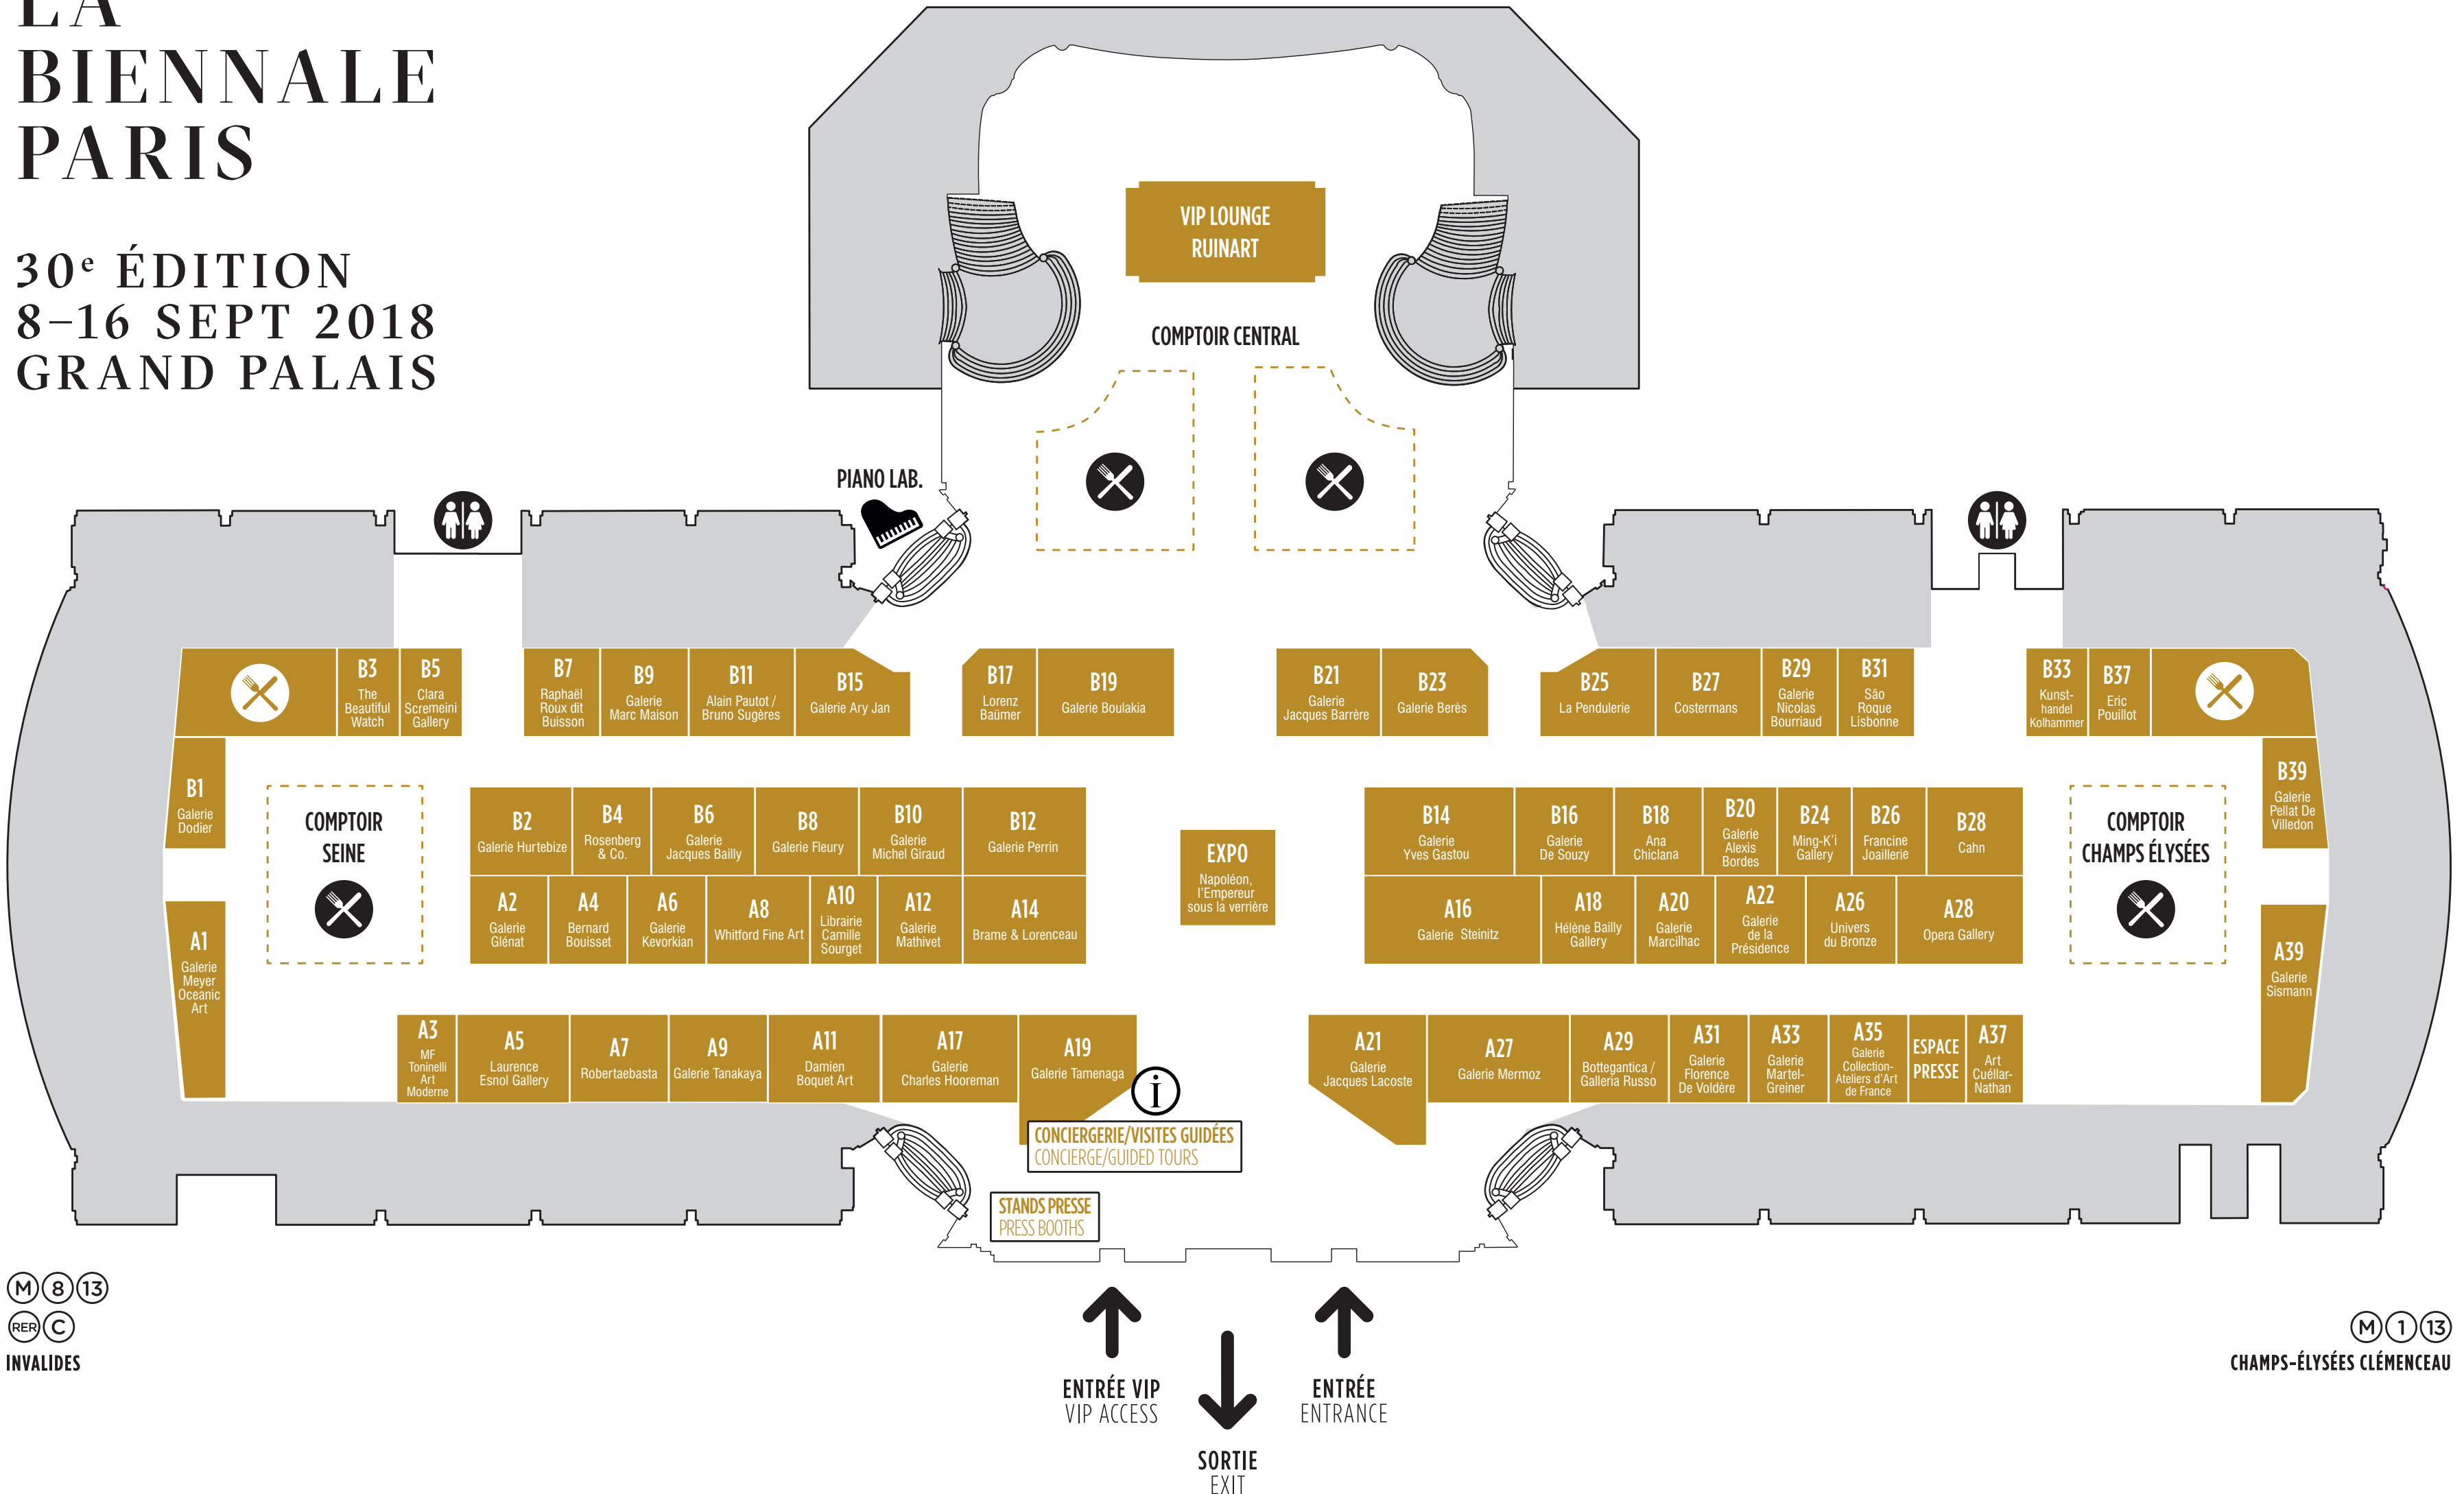 LA
BIENNALE
PARIS
30e ÉDITION
8–16 SEPT 2018
GRAND PALAIS
VIP LOUNGE
RUINART
COMPTOIR CENTRAL
PIANO LAB.
B3
The
Beautiful
Watch
B5
Clara
Scremeini
Gallery
B7
Raphaël
Roux dit
Buisson
B9
Galerie
Marc Maison
B11
Alain Pautot /
Bruno Sugères
B15
Galerie Ary Jan
B17
Lorenz
Baümer
B19
Galerie Boulakia
B21
Galerie
Jacques Barrère
B23
Galerie Berès
B25
La Pendulerie
B27
Costermans
B29
Galerie
Nicolas
Bourriaud
B31
São
Roque
Lisbonne
B33
Kunst-
handel
Kolhammer
B37
Eric
Pouillot
B1
Galerie
Dodier
COMPTOIR
SEINE
B2
Galerie Hurtebize
B4
Rosenberg
& Co.
B6
Galerie
Jacques Bailly
B8
Galerie Fleury
B10
Galerie
Michel Giraud
B12
Galerie Perrin
EXPO
Napoléon,
l'Empereur
sous la verrière
B14
Galerie
Yves Gastou
B16
Galerie
De Souzy
B18
Ana
Chiclana
B20
Galerie
Alexis
Bordes
B24
Ming-K'i
Gallery
B26
Francine
Joaillerie
B28
Cahn
COMPTOIR
CHAMPS ÉLYSÉES
B39
Galerie
Pellat De
Villedon
A1
Galerie
Meyer
Oceanic
Art
A2
Galerie
Glénat
A4
Bernard
Bouisset
A6
Galerie
Kevorkian
A8
Whitford Fine Art
A10
Librairie
Camille
Sourget
A12
Galerie
Mathivet
A14
Brame & Lorenceau
A16
Galerie Steinitz
A18
Hélène Bailly
Gallery
A20
Galerie
Marcilhac
A22
Galerie
de la
Présidence
A26
Univers
du Bronze
A28
Opera Gallery
A39
Galerie
Sismann
A3
MF
Toninelli
Art
Moderne
A5
Laurence
Esnol Gallery
A7
Robertaebasta
A9
Galerie Tanakaya
A11
Damien
Boquet Art
A17
Galerie
Charles Hooreman
A19
Galerie Tamenaga
i
A21
Galerie
Jacques Lacoste
A27
Galerie Mermoz
A29
Bottegantica /
Galleria Russo
A31
Galerie
Florence
De Voldère
A33
Galerie
Martel-
Greiner
A35
Galerie
Collection-
Ateliers d'Art
de France
ESPACE
PRESSE
A37
Art
Cuéllar-
Nathan
CONCIERGERIE/VISITES GUIDÉES
CONCIERGE/GUIDED TOURS
STANDS PRESSE
PRESS BOOTHS
M 8 13
RER C
INVALIDES
M 1 13
CHAMPS-ÉLYSÉES CLÉMENCEAU
ENTRÉE VIP
VIP ACCESS
SORTIE
EXIT
ENTRÉE
ENTRANCE